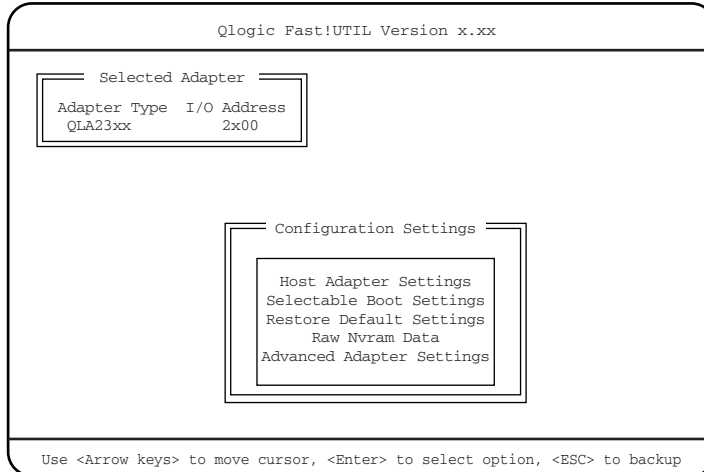 Qlogic Fast!UTIL Version x.xx
Selected Adapter
Adapter Type I/O Address
QLA23xx 2x00
Configuration Settings
Host Adapter Settings
Selectable Boot Settings
Restore Default Settings
Raw Nvram Data
Advanced Adapter Settings
Use <Arrow keys> to move cursor, <Enter> to select option, <ESC> to backup